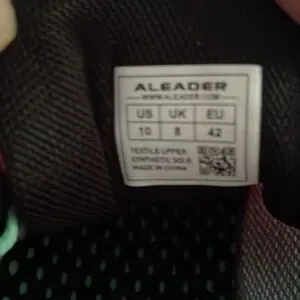 ALEADER
WWW.ALEADER.COM
US UK EU
10 8 42
TEXTILE UPPER
SYNTHETIC SOLE
MADE IN CHINA